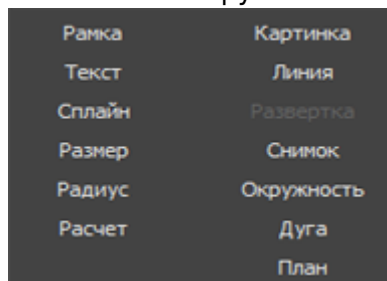 Рамка Картинка
Текст Линия
Сплайн Развертка
Размер Снимок
Радиус Окружность
Расчет Дуга
План